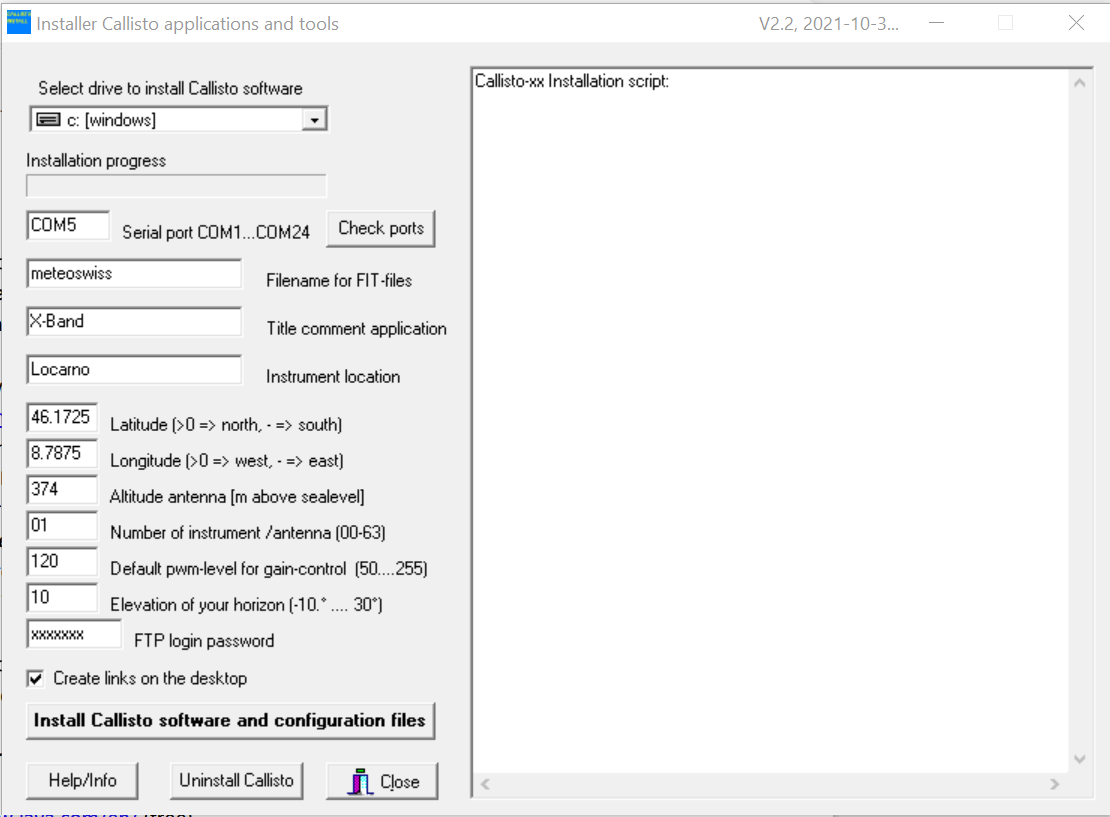 Installer Callisto applications and tools
V2.2, 2021-10-3...
Select drive to install Callisto software
c: [windows]
Installation progress
COM5
Serial port COM1...COM24
Check ports
meteoswiss
Filename for FIT-files
X-Band
Title comment application
Locarno
Instrument location
46.1725
Latitude (>0 => north, - => south)
8.7875
Longitude (>0 => west, - => east)
374
Altitude antenna [m above sealevel]
01
Number of instrument /antenna (00-63)
120
Default pwm-level for gain-control (50....255)
10
Elevation of your horizon (-10.° .... 30°)
xxxxxxx
FTP login password
Create links on the desktop
Install Callisto software and configuration files
Help/Info
Uninstall Callisto
Close
Callisto-xx Installation script: